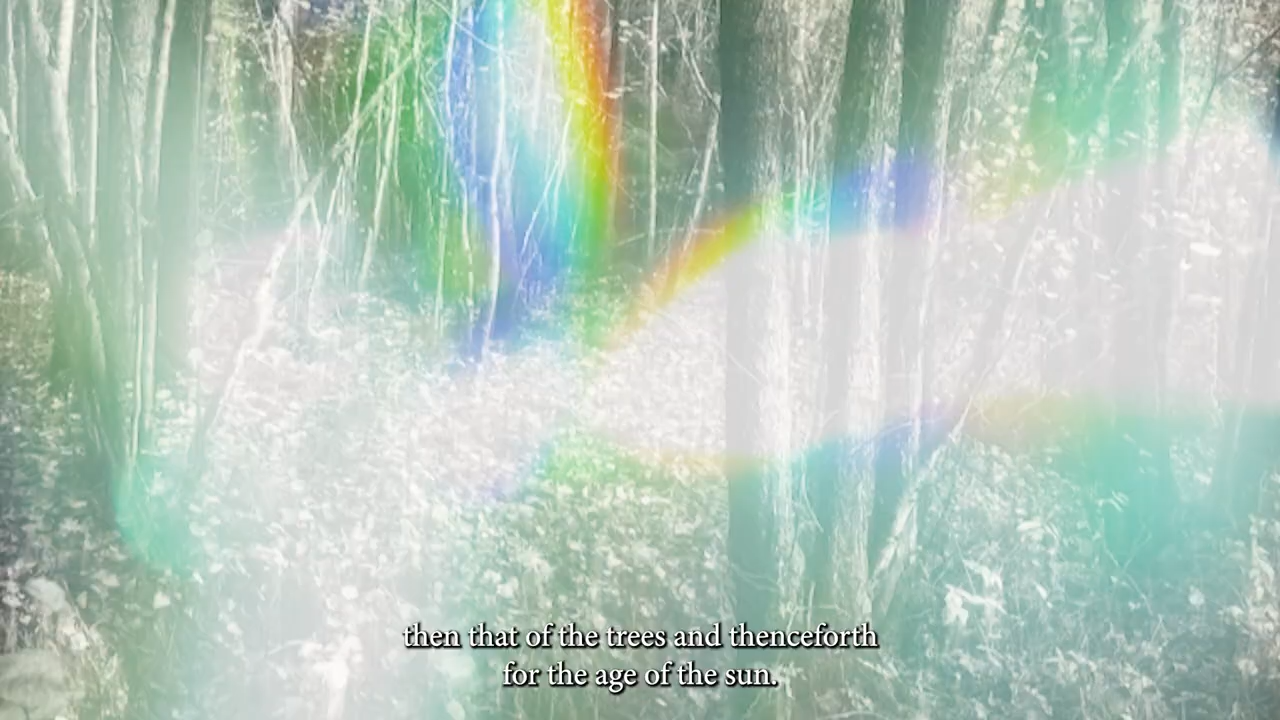 then that of the trees and thenceforth
for the age of the sun.